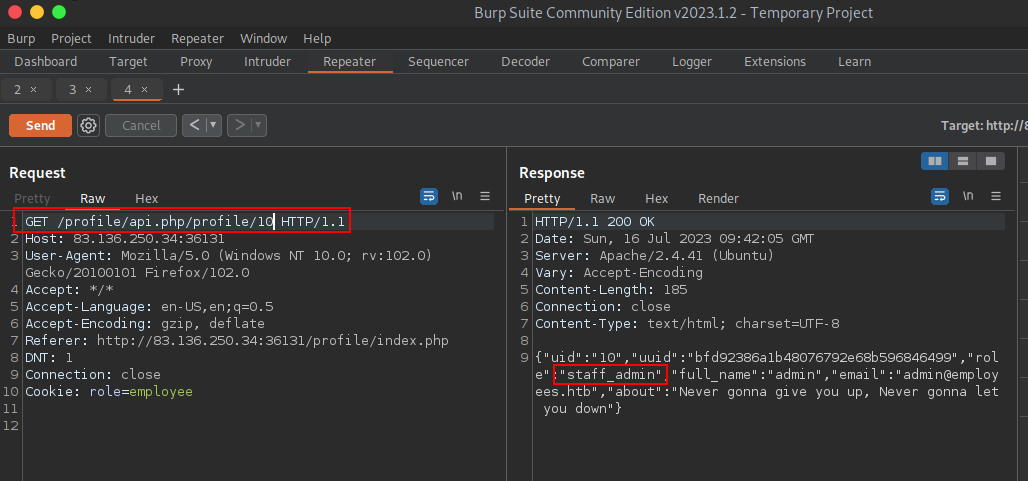 Burp Suite Community Edition v2023.1.2 - Temporary Project
Burp Project Intruder Repeater Window Help
Dashboard Target Proxy Intruder Repeater Sequencer Decoder Comparer Logger Extensions Learn
2 × 3 × 4 × +
Send Cancel < ▼ > ▼ Target: http://8
Request
Pretty Raw Hex \n
1 GET /profile/api.php/profile/10 HTTP/1.1
2 Host: 83.136.250.34:36131
3 User-Agent: Mozilla/5.0 (Windows NT 10.0; rv:102.0)
Gecko/20100101 Firefox/102.0
4 Accept: */*
5 Accept-Language: en-US,en;q=0.5
6 Accept-Encoding: gzip, deflate
7 Referer: http://83.136.250.34:36131/profile/index.php
8 DNT: 1
9 Connection: close
10 Cookie: role=employee
11
12
Response
Pretty Raw Hex Render \n
1 HTTP/1.1 200 OK
2 Date: Sun, 16 Jul 2023 09:42:05 GMT
3 Server: Apache/2.4.41 (Ubuntu)
4 Vary: Accept-Encoding
5 Content-Length: 185
6 Connection: close
7 Content-Type: text/html; charset=UTF-8
8
9 {"uid":"10","uuid":"bfd92386a1b48076792e68b596846499","rol
e":"staff_admin","full_name":"admin","email":"admin@employ
ees.htb","about":"Never gonna give you up, Never gonna let
you down"}